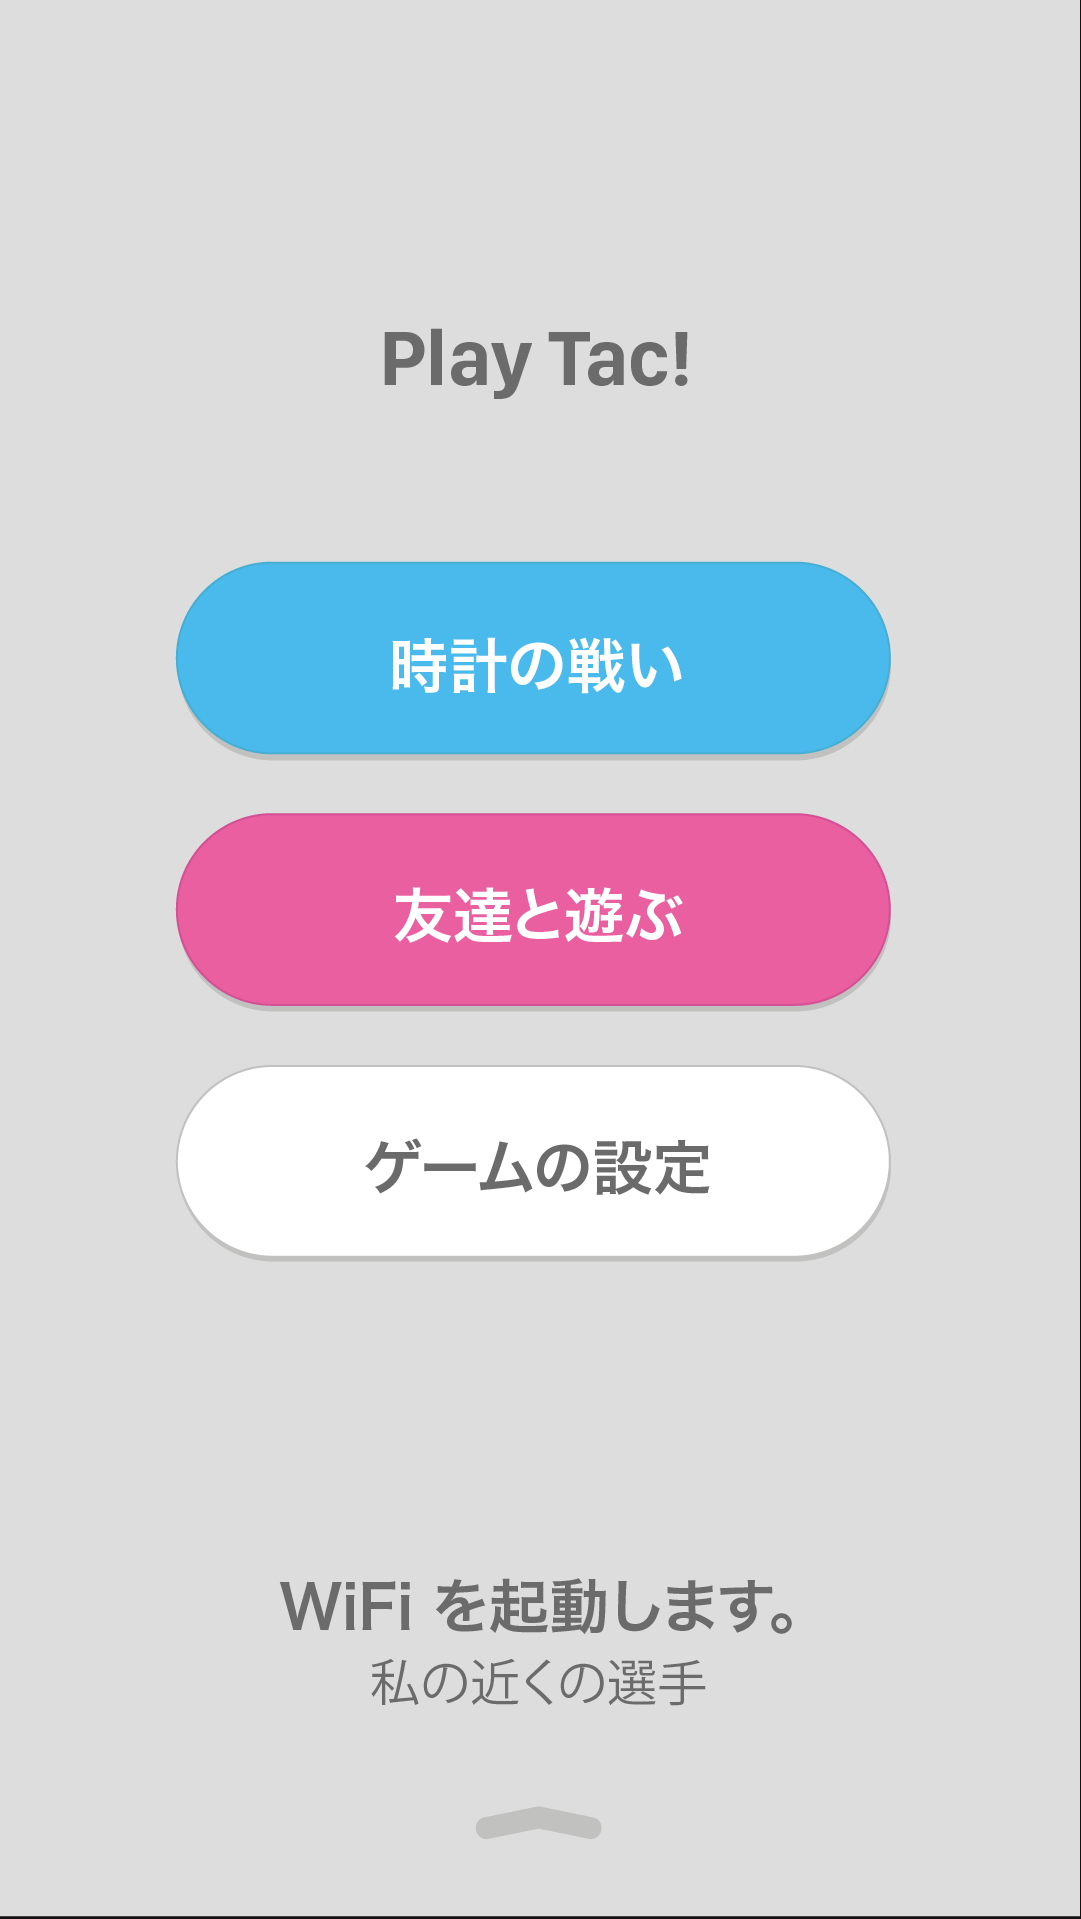 Play Tac!
時計の戦い
友達と遊ぶ
ゲームの設定
WiFi を起動します。
私の近くの選手